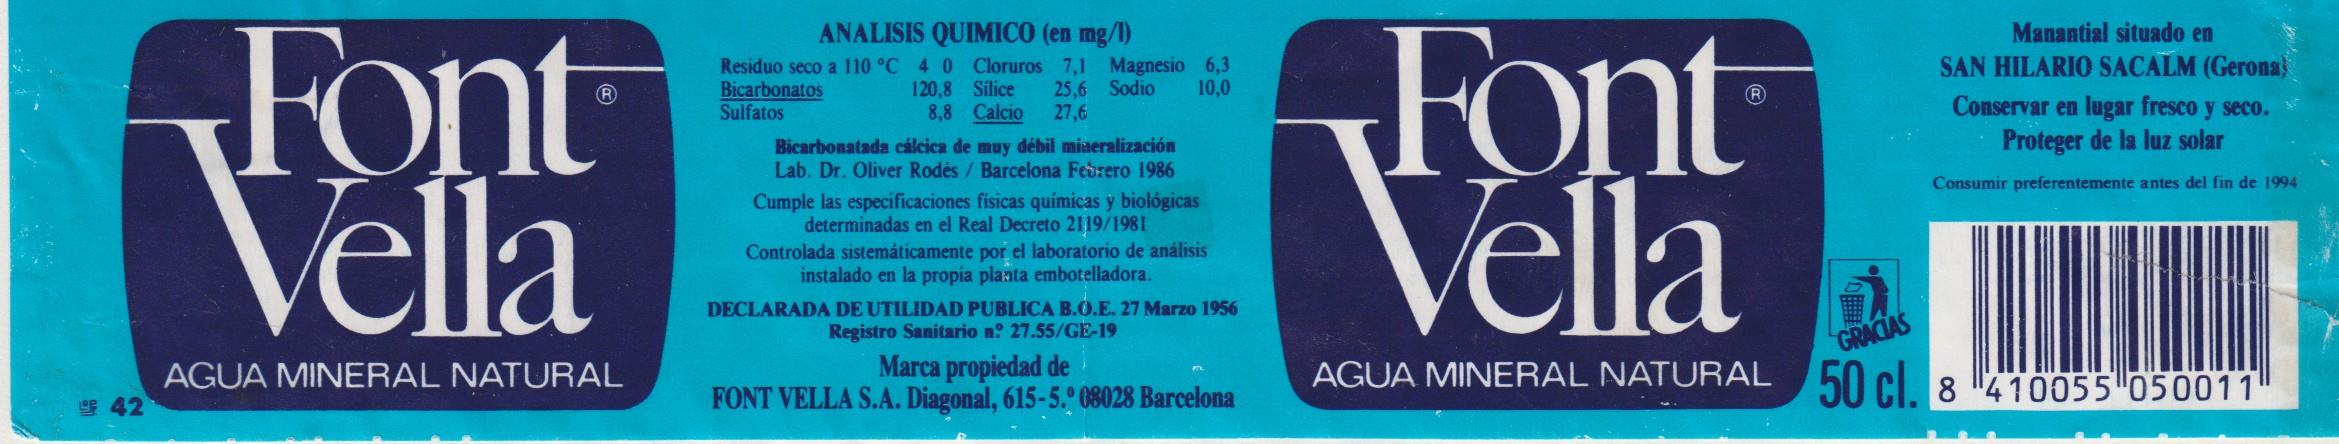 Font
Vella
®
AGUA MINERAL NATURAL
42
ANALISIS QUIMICO (en mg/l)
Residuo seco a 110 °C 4 0 Cloruros 7,1 Magnesio 6,3
Bicarbonatos 120,8 Sílice 25,6 Sodio 10,0
Sulfatos 8,8 Calcio 27,6
Bicarbonatada cálcica de muy débil mineralización
Lab. Dr. Oliver Rodés / Barcelona Febrero 1986
Cumple las especificaciones físicas químicas y biológicas
determinadas en el Real Decreto 2119/1981
Controlada sistemáticamente por el laboratorio de análisis
instalado en la propia planta embotelladora.
DECLARADA DE UTILIDAD PUBLICA B.O.E. 27 Marzo 1956
Registro Sanitario n.º 27.55/GE-19
Marca propiedad de
FONT VELLA S.A. Diagonal, 615-5.º 08028 Barcelona
Font
Vella
®
AGUA MINERAL NATURAL
GRACIAS
50 cl.
Manantial situado en
SAN HILARIO SACALM (Gerona)
Conservar en lugar fresco y seco.
Proteger de la luz solar
Consumir preferentemente antes del fin de 1994
8 410055 050011